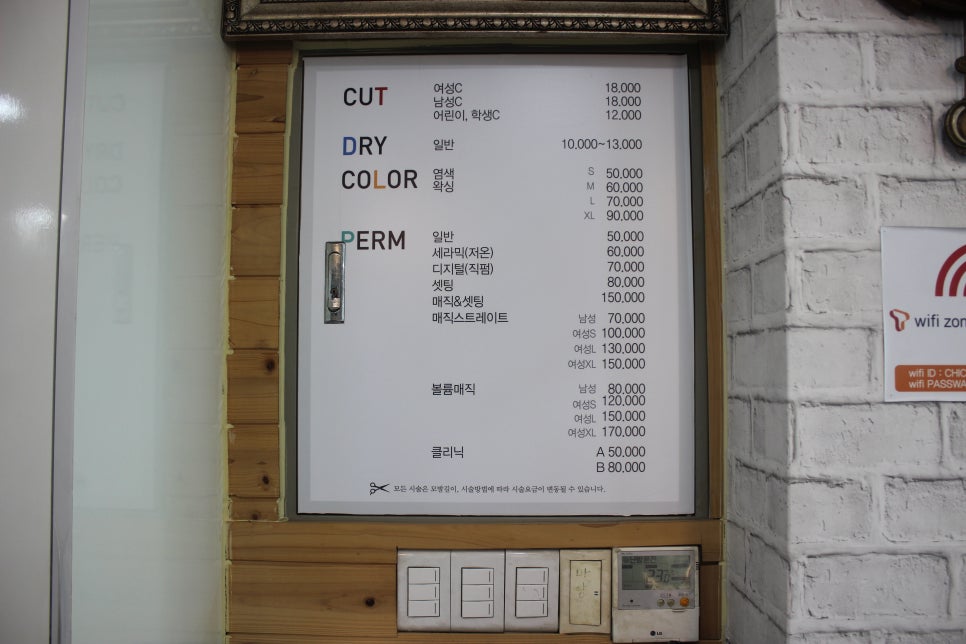 CUT 여성C 18.000
남성C 18.000
어린이, 학생C 12.000
DRY 일반 10.000~13.000
COLOR 염색 S 50,000
왁싱 M 60,000
L 70,000
XL 90,000
PERM 일반 50,000
세라믹(저온) 60,000
디지털(직펌) 70,000
셋팅 80,000
매직&셋팅 150,000
매직스트레이트 남성 70,000
여성S 100,000
여성L 130,000
여성XL 150,000
볼륨매직 남성 80,000
여성S 120,000
여성L 150,000
여성XL 170,000
클리닉 A 50,000
B 80,000
모든 시술은 모발길이, 시술방법에 따라 시술요금이 변동될 수 있습니다.
wifi zon
wifi ID : CHIC
wifi PASSWA
LG